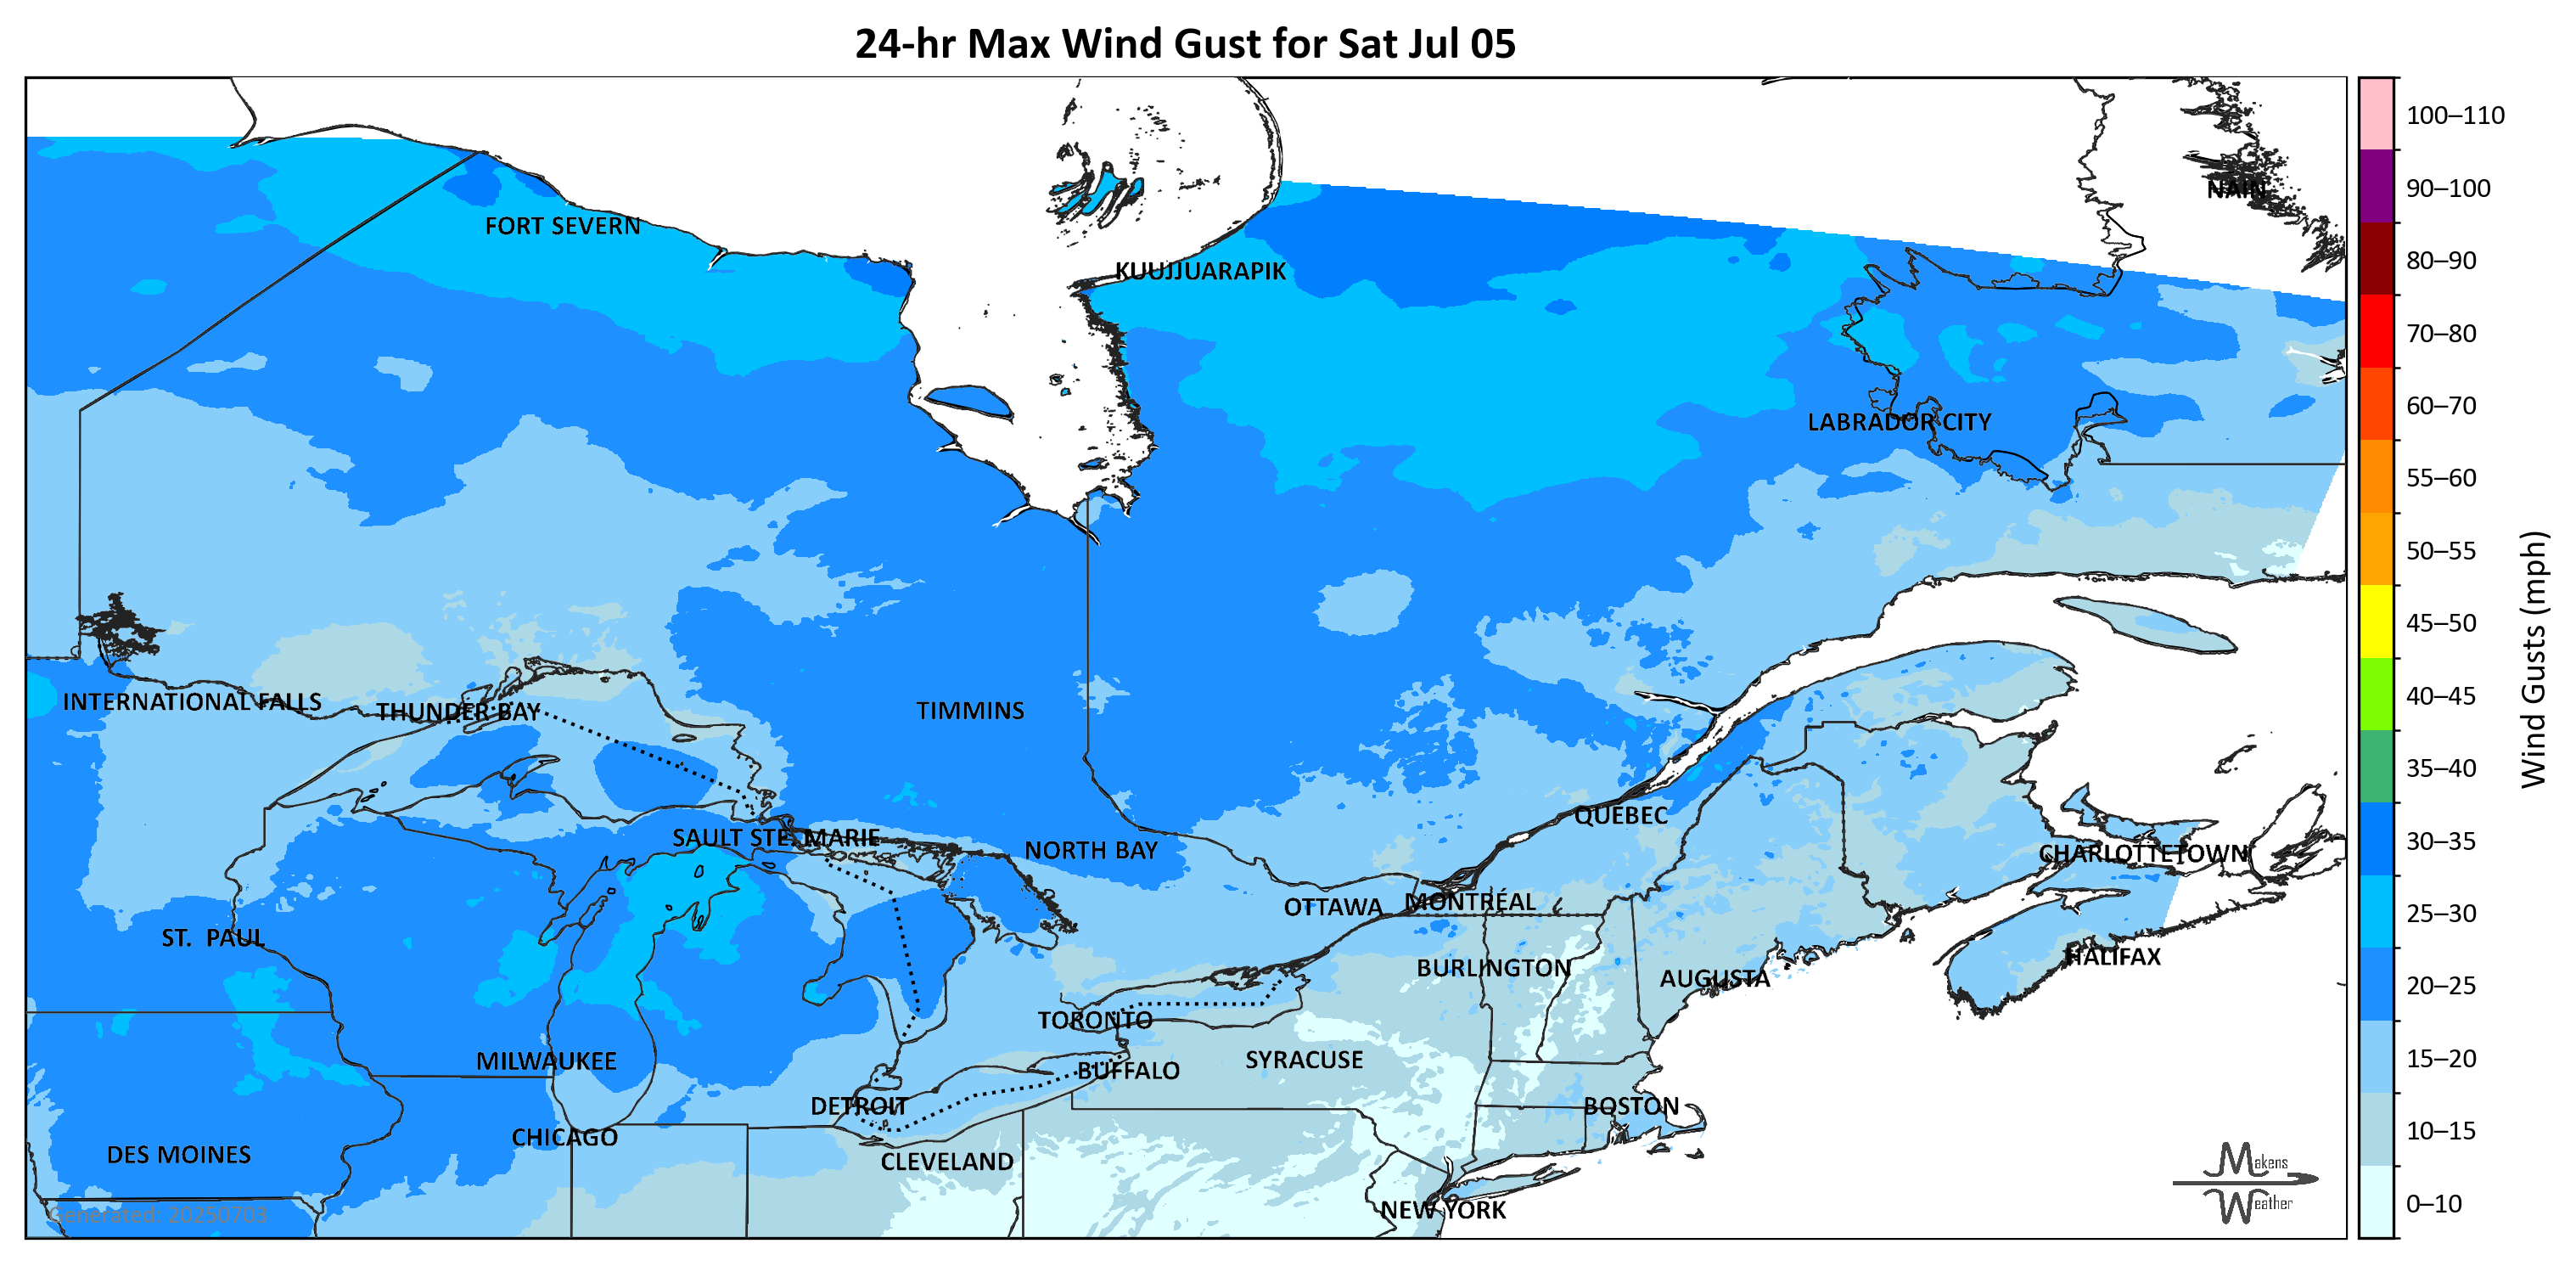 24-hr Max Wind Gust for Sat Jul 05
NAIN
FORT SEVERN
KUUJJUARAPIK
LABRADOR CITY
INTERNATIONAL FALLS
THUNDER BAY
TIMMINS
QUEBEC
SAULT STE. MARIE
NORTH BAY
CHARLOTTETOWN
OTTAWA
MONTRÉAL
ST. PAUL
HALIFAX
BURLINGTON
AUGUSTA
TORONTO
MILWAUKEE
SYRACUSE
BUFFALO
DETROIT
BOSTON
CHICAGO
DES MOINES
CLEVELAND
NEW YORK
Generated: 20250703
Makens
Weather
100–110
90–100
80–90
70–80
60–70
55–60
50–55
45–50
40–45
35–40
30–35
25–30
20–25
15–20
10–15
0–10
Wind Gusts (mph)